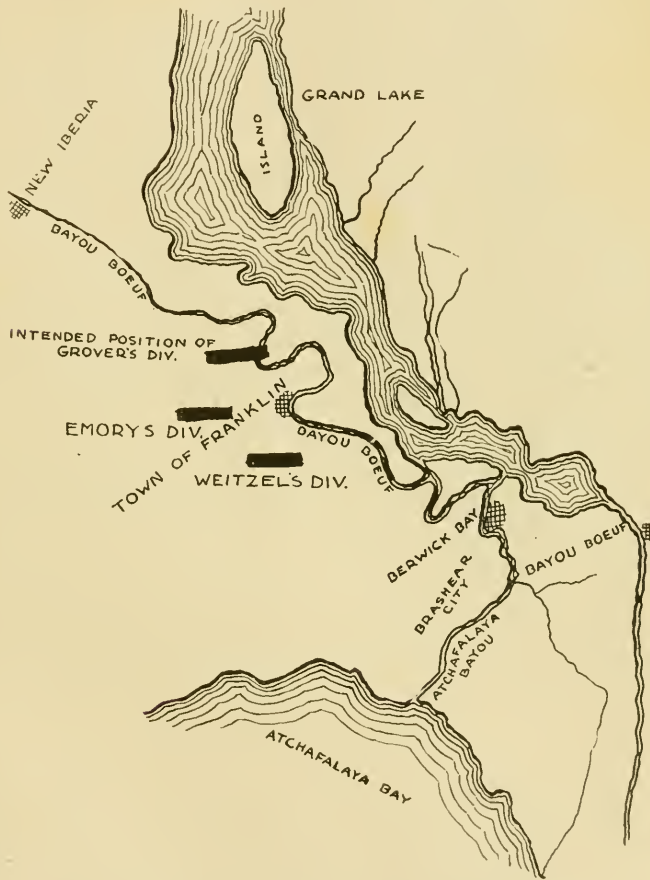 GRAND LAKE
ISLAND
NEW IBERIA
BAYOU BOEUF
INTENDED POSITION OF
GROVER'S DIV.
EMORYS DIV.
TOWN OF FRANKLIN
BAYOU BOEUF
WEITZEL'S DIV.
BERWICK BAY
BAYOU BOEUF
BRASHEAR
CITY
ATCHAFALAYA
BAYOU
ATCHAFALAYA BAY